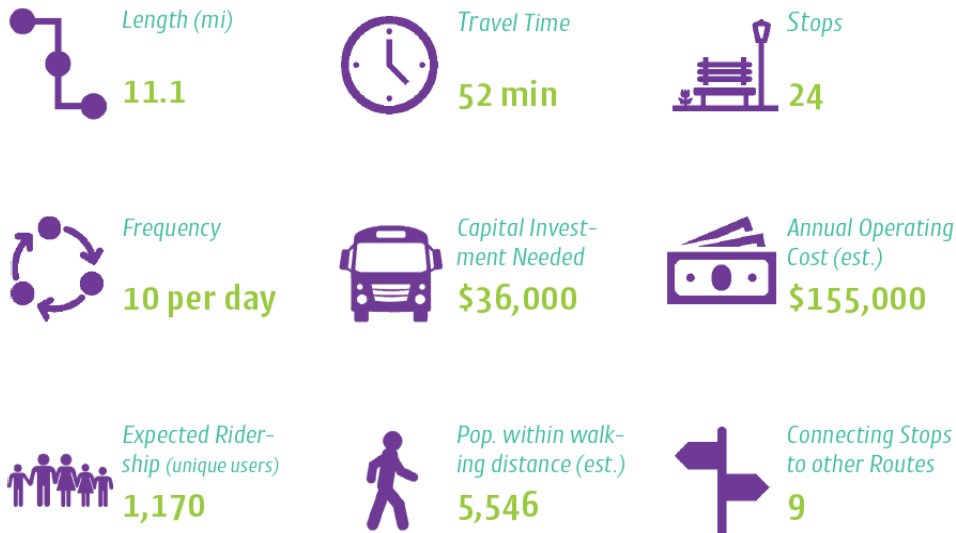 Length (mi)
11.1
Travel Time
52 min
Stops
24
Frequency
10 per day
Capital Invest-
ment Needed
$36,000
Annual Operating
Cost (est.)
$155,000
Expected Rider-
ship (unique users)
1,170
Pop. within walk-
ing distance (est.)
5,546
Connecting Stops
to other Routes
9